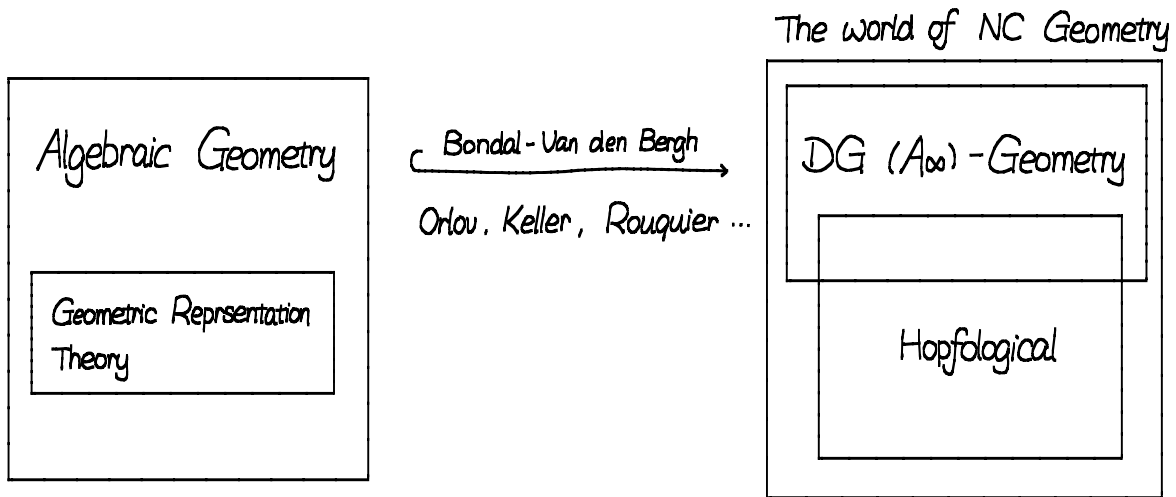 The world of NC Geometry
Algebraic Geometry
Bondal-Van den Bergh
Orlov, Keller, Rouquier ...
DG (A∞)-Geometry
Geometric Reprsentation
Theory
Hopfological